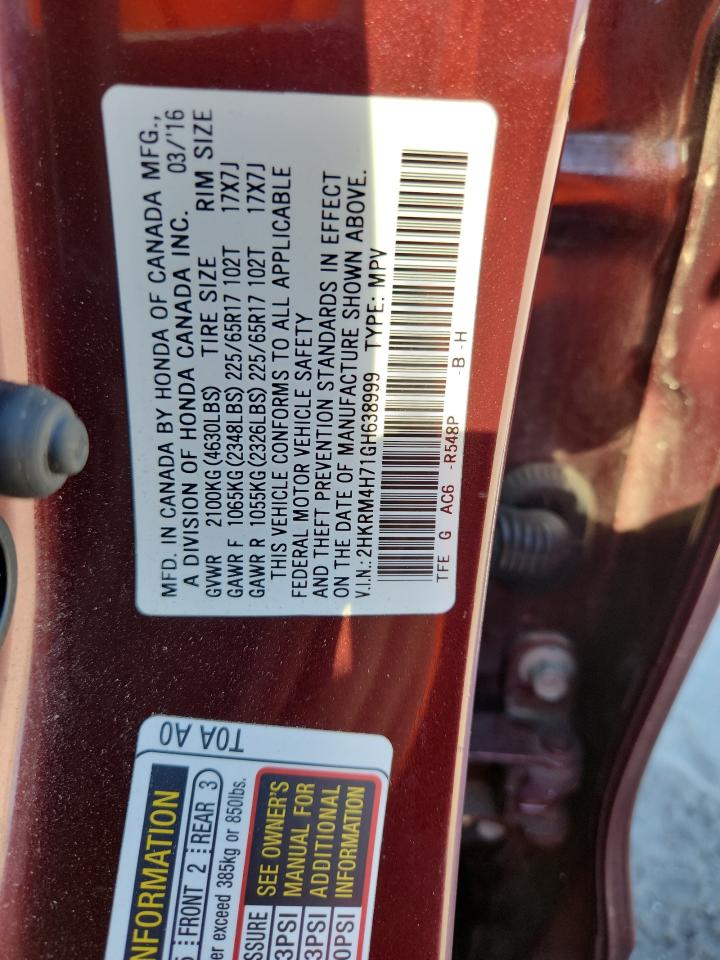 MFD. IN CANADA BY HONDA OF CANADA MFG.,
A DIVISION OF HONDA CANADA INC. 03/'16
GVWR 2100KG (4630LBS) TIRE SIZE RIM SIZE
GAWR F 1065KG (2348LBS) 225/65R17 102T 17X7J
GAWR R 1055KG (2326LBS) 225/65R17 102T 17X7J
THIS VEHICLE CONFORMS TO ALL APPLICABLE
FEDERAL MOTOR VEHICLE SAFETY
AND THEFT PREVENTION STANDARDS IN EFFECT
ON THE DATE OF MANUFACTURE SHOWN ABOVE.
V.I.N.: 2HKRM4H71GH638999 TYPE: MPV
TFE G AC6 -R548P -B -H
T0A A0
FRONT 2 REAR 3
exceed 385kg or 850lbs.
SEE OWNER'S
MANUAL FOR
ADDITIONAL
INFORMATION